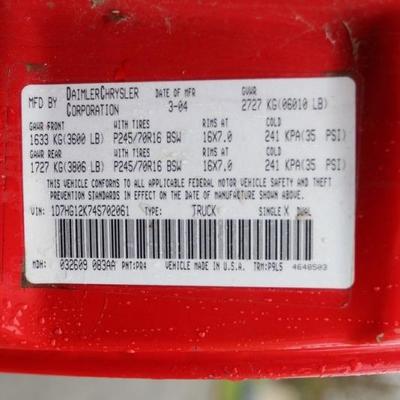 MFD BY DAIMLERCHRYSLER CORPORATION DATE OF MFR 3-04 GVWR 2727 KG(06010 LB)
GAWR FRONT WITH TIRES RIMS AT COLD
1633 KG(3600 LB) P245/70R16 BSW 16X7.0 241 KPA(35 PSI)
GAWR REAR WITH TIRES RIMS AT COLD
1727 KG(3806 LB) P245/70R16 BSW 16X7.0 241 KPA(35 PSI)
THIS VEHICLE CONFORMS TO ALL APPLICABLE FEDERAL MOTOR VEHICLE SAFETY AND
THEFT PREVENTION STANDARDS IN EFFECT ON THE DATE OF MANUFACTURE SHOWN ABOVE
VIN: 1D7HG12K74S702061 TYPE: TRUCK SINGLE X DUAL
MDH: 032609 083AA PNT:PR4 VEHICLE MADE IN U.S.A. TRM:P9L5 4648503